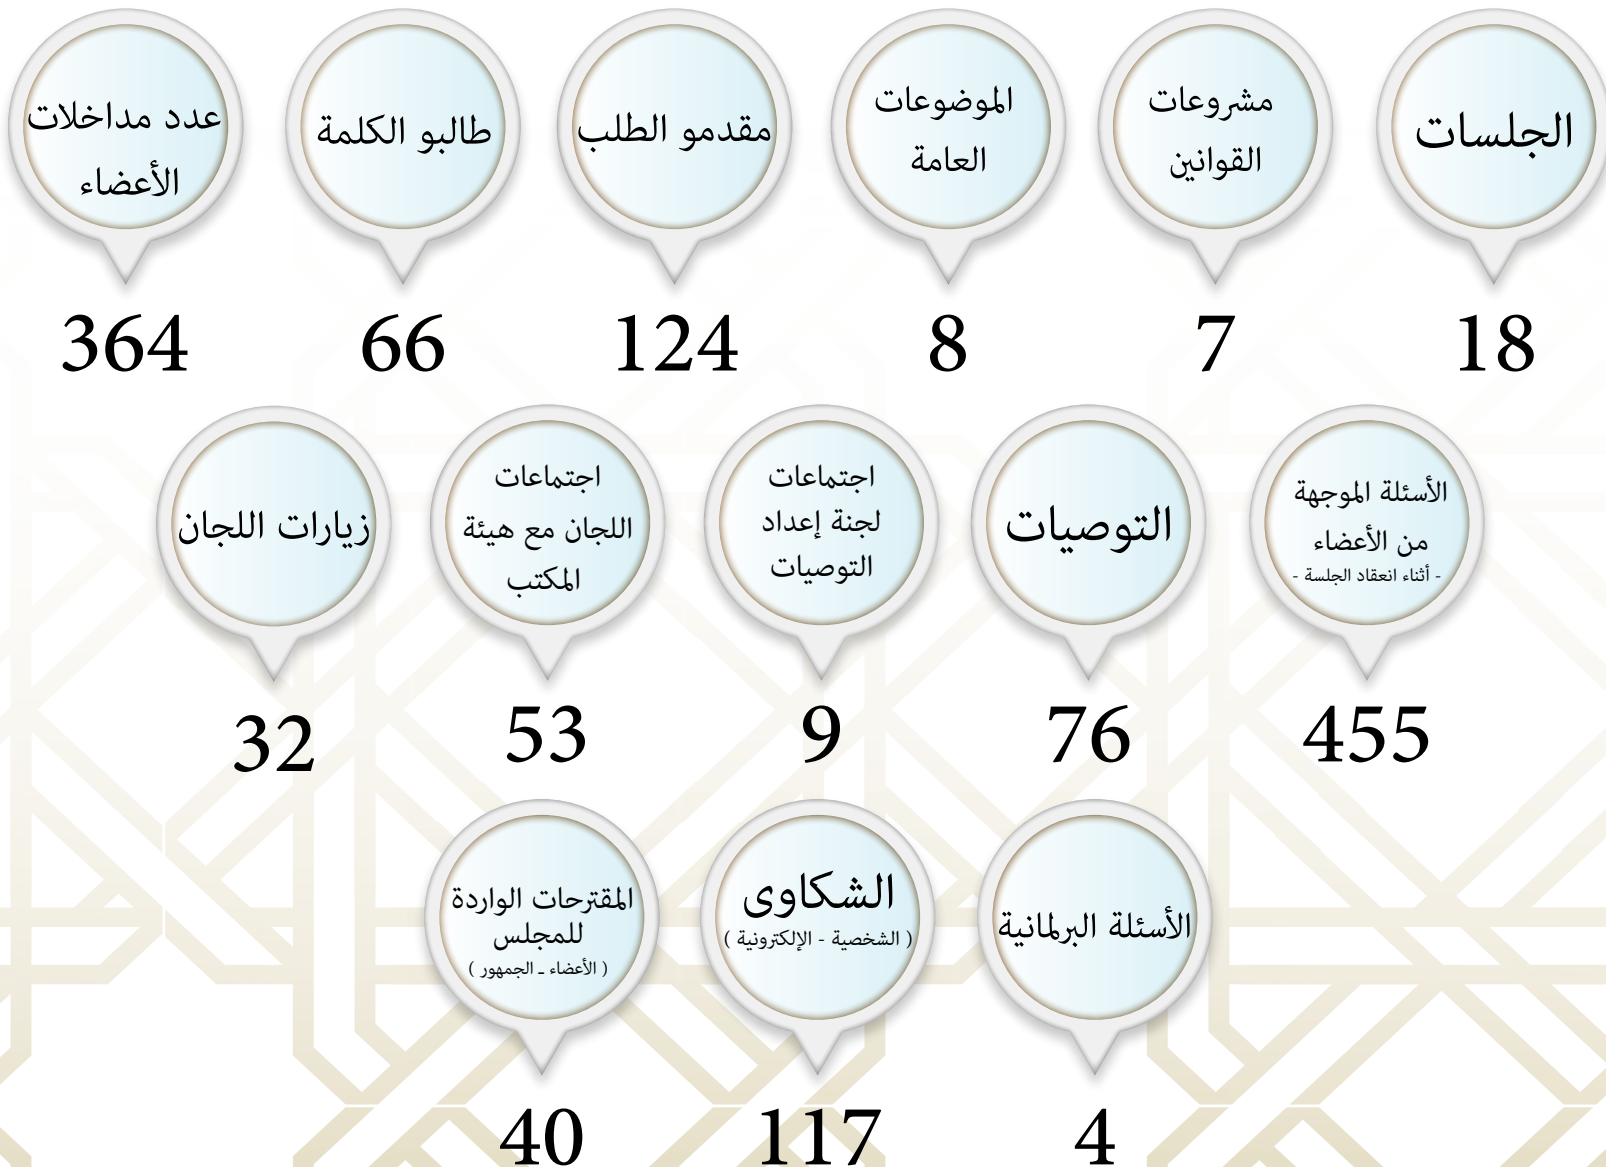 الجلسات
18
مشروعات
القوانين
7
الموضوعات
العامة
8
مقدمو الطلب
124
طالبو الكلمة
66
عدد مداخلات
الأعضاء
364
الأسئلة الموجهة
من الأعضاء
- أثناء انعقاد الجلسة -
455
التوصيات
76
اجتماعات
لجنة إعداد
التوصيات
9
اجتماعات
اللجان مع هيئة
المكتب
53
زيارات اللجان
32
الأسئلة البرلمانية
4
الشكاوى
( الشخصية - الإلكترونية )
117
المقترحات الواردة
للمجلس
( الأعضاء ـ الجمهور )
40